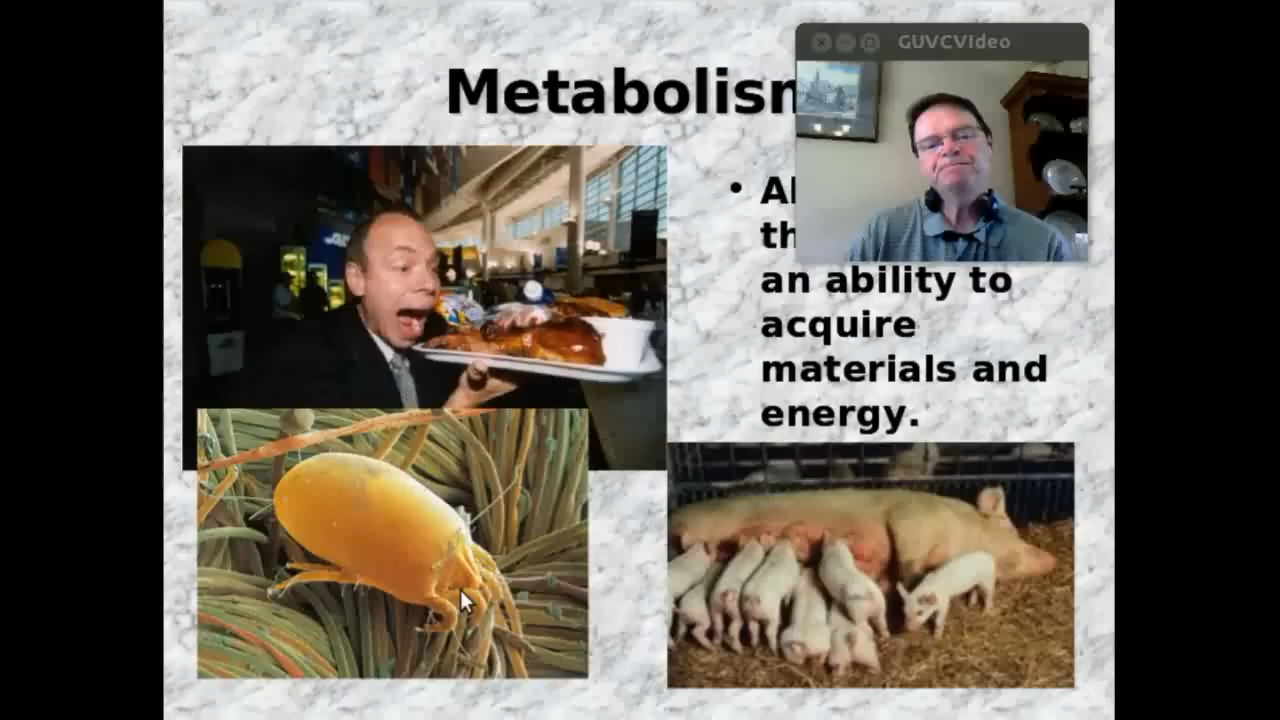 GUVCVIdeo
Metabolism
• Al
th
an ability to
acquire
materials and
energy.